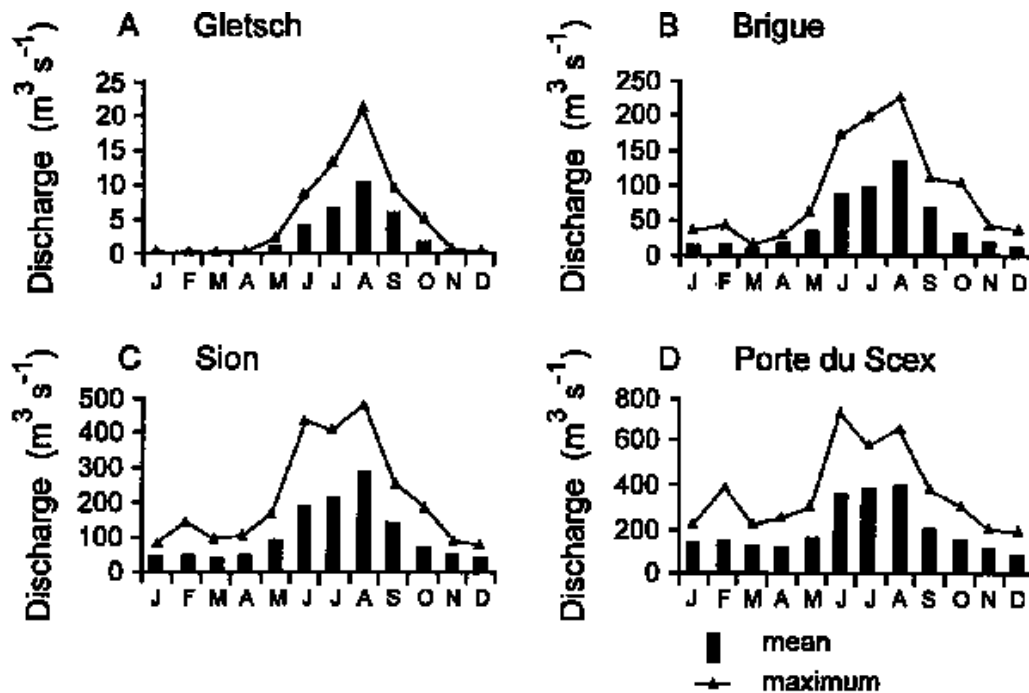 A Gletsch
Discharge (m³ s⁻¹)
25
20
15
10
5
0
J F M A M J J A S O N D
B Brigue
Discharge (m³ s⁻¹)
250
200
150
100
50
0
J F M A M J J A S O N D
C Sion
Discharge (m³ s⁻¹)
500
400
300
200
100
0
J F M A M J J A S O N D
D Porte du Scex
Discharge (m³ s⁻¹)
800
600
400
200
0
J F M A M J J A S O N D
mean
maximum